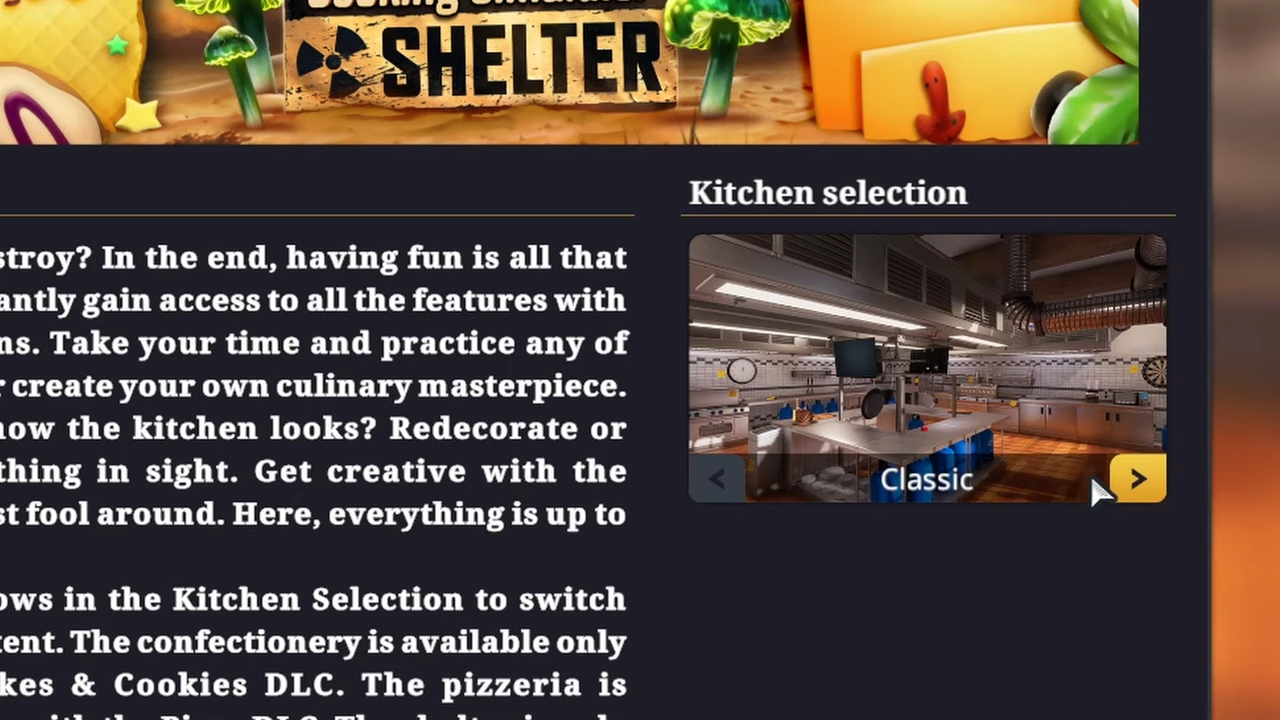 SHELTER
Kitchen selection
stroy? In the end, having fun is all that
antly gain access to all the features with
ns. Take your time and practice any of
r create your own culinary masterpiece.
now the kitchen looks? Redecorate or
thing in sight. Get creative with the
st fool around. Here, everything is up to
ows in the Kitchen Selection to switch
tent. The confectionery is available only
kes & Cookies DLC. The pizzeria is
< Classic >